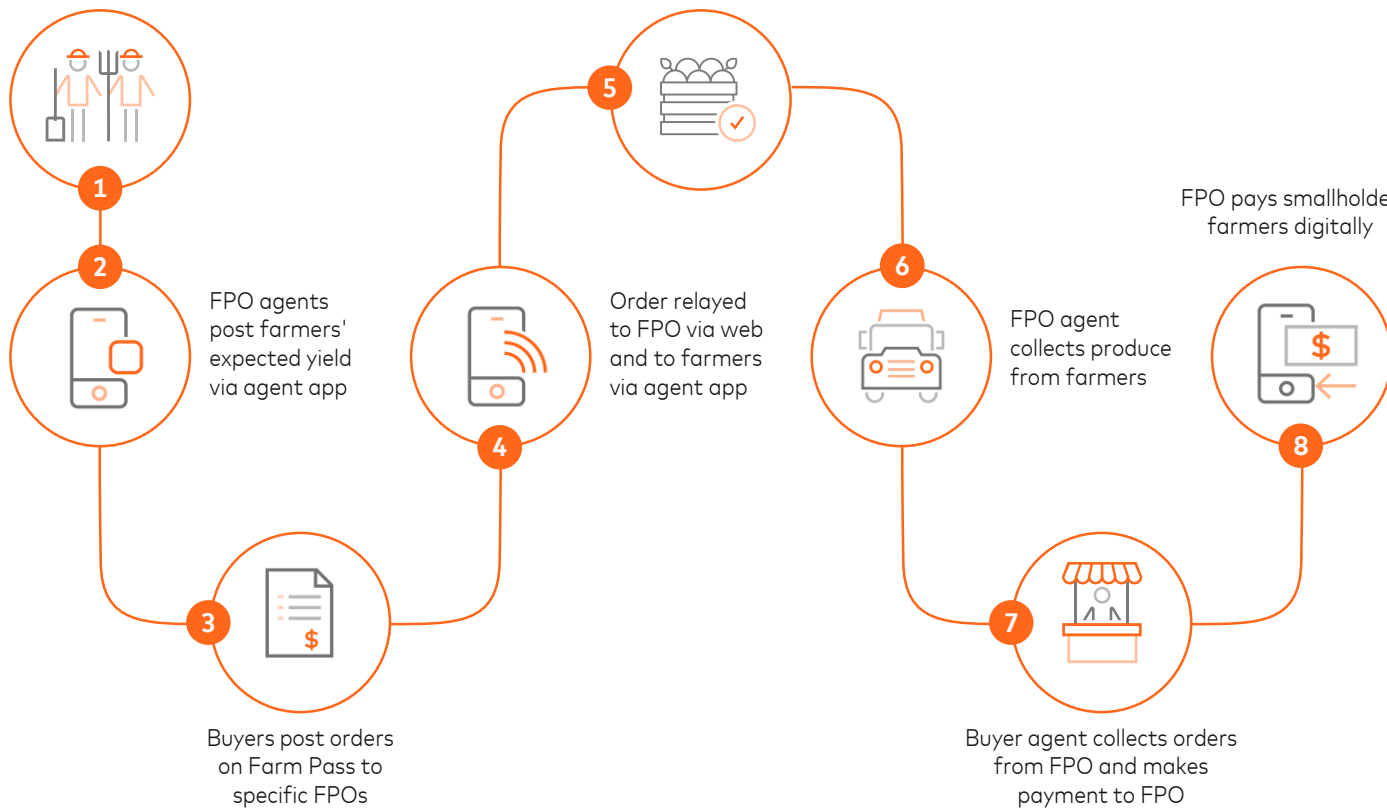 1
2
FPO agents
post farmers'
expected yield
via agent app
3
$
Buyers post orders
on Farm Pass to
specific FPOs
4
Order relayed
to FPO via web
and to farmers
via agent app
5
6
FPO agent
collects produce
from farmers
7
Buyer agent collects orders
from FPO and makes
payment to FPO
FPO pays smallholde
farmers digitally
$
8